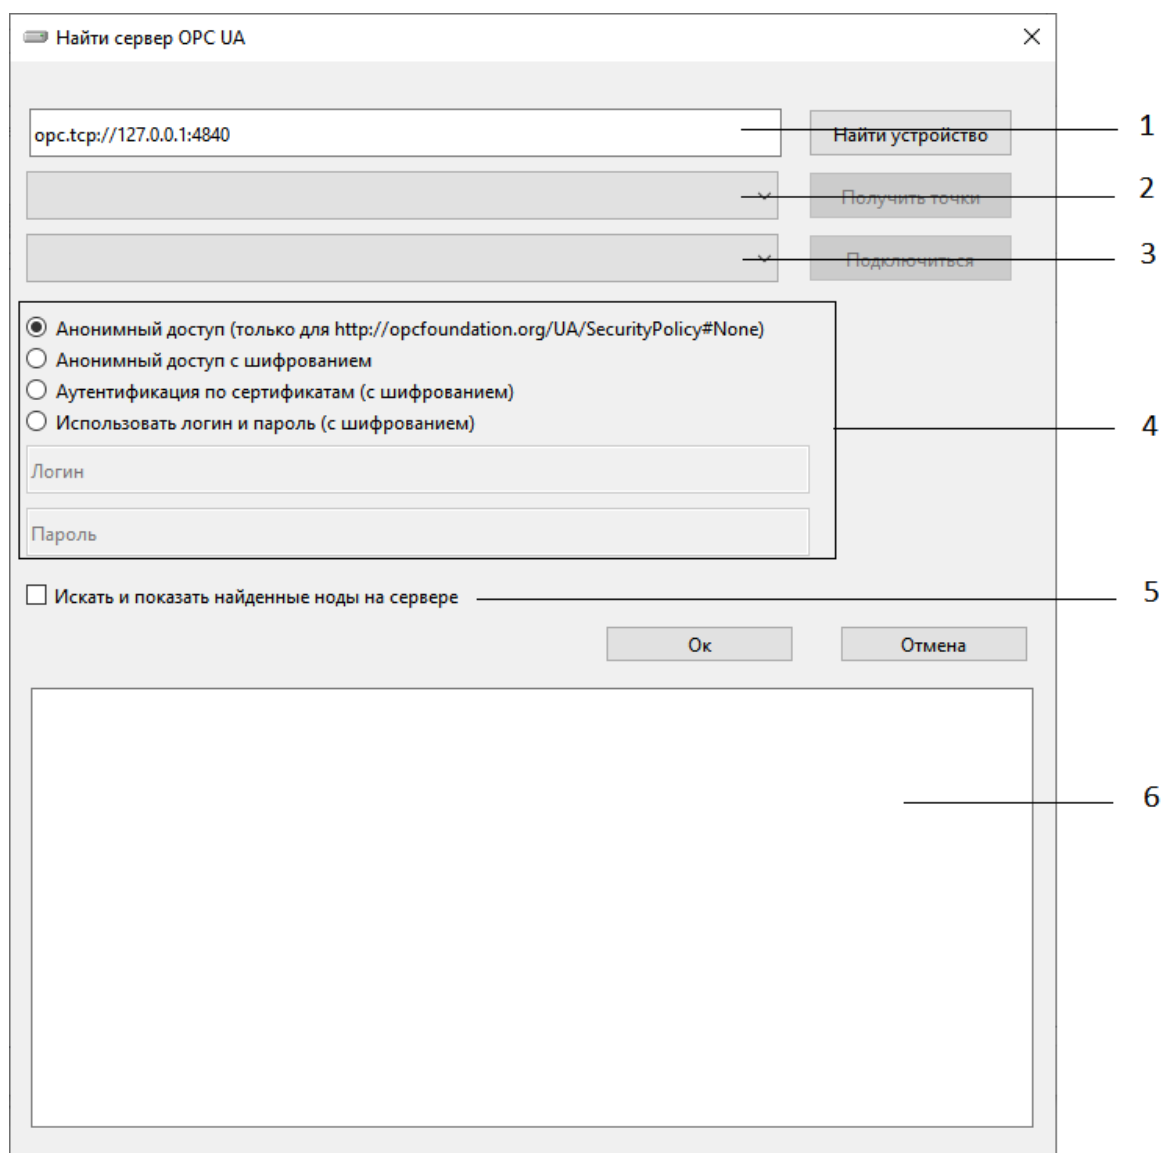 Найти сервер OPC UA
opc.tcp://127.0.0.1:4840
Найти устройство
1
Получить точки
2
Подключиться
3
Анонимный доступ (только для http://opcfoundation.org/UA/SecurityPolicy#None)
Анонимный доступ с шифрованием
Аутентификация по сертификатам (с шифрованием)
Использовать логин и пароль (с шифрованием)
4
Логин
Пароль
Искать и показать найденные ноды на сервере
5
Ок
Отмена
6